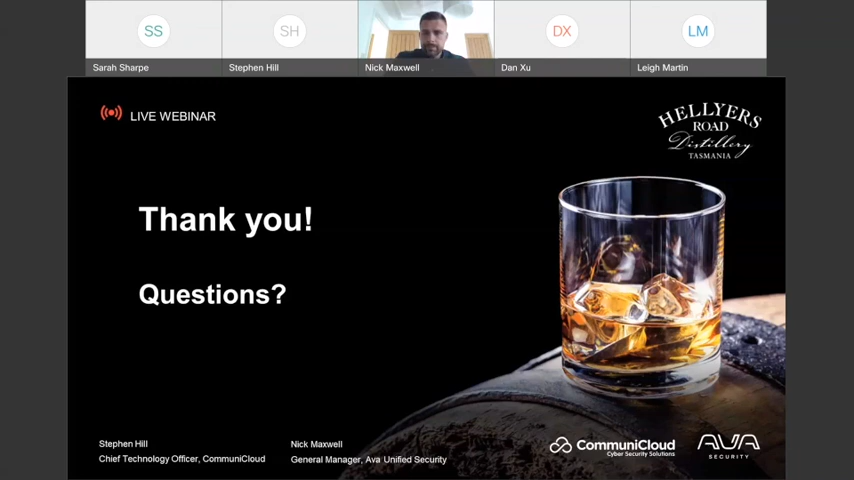 SS
SH
DX
LM
Sarah Sharpe
Stephen Hill
Nick Maxwell
Dan Xu
Leigh Martin
LIVE WEBINAR
HELLYERS
ROAD
Distillery
TASMANIA
Thank you!
Questions?
Stephen Hill
Chief Technology Officer, CommuniCloud
Nick Maxwell
General Manager, Ava Unified Security
CommuniCloud
Cyber Security Solutions
AVA
SECURITY